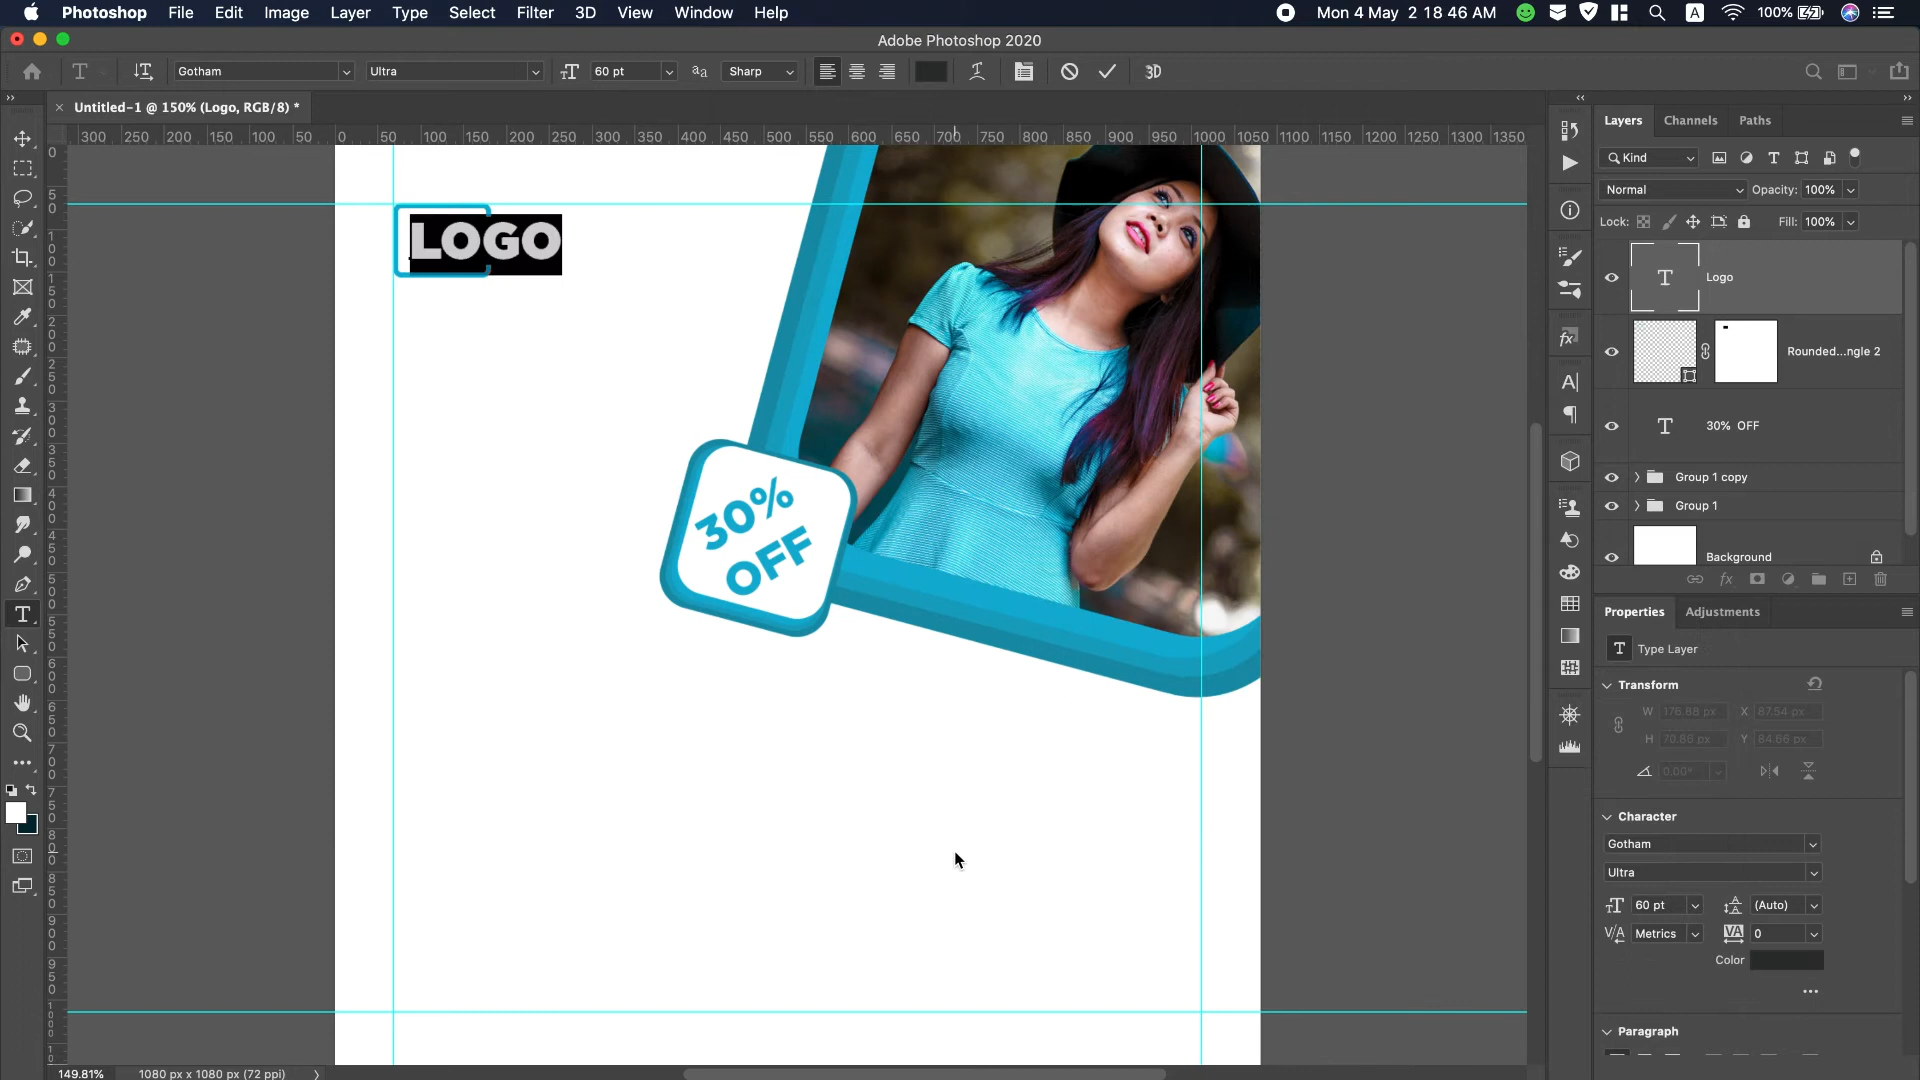 Photoshop File Edit Image Layer Type Select Filter 3D View Window Help Mon 4 May 2 18 46 AM A 100%
Adobe Photoshop 2020
T Gotham Ultra 60 pt Sharp 3D
Untitled-1 @ 150% (Logo, RGB/8) *
300 250 200 150 100 50 0 50 100 150 200 250 300 350 400 450 500 550 600 650 700 750 800 850 900 950 1000 1050 1100 1150 1200 1250 1300 1350
LOGO
30%
OFF
Layers Channels Paths
Kind
Normal Opacity: 100%
Lock: Fill: 100%
T Logo
Rounded...ngle 2
T 30% OFF
Group 1 copy
Group 1
Background
Properties Adjustments
T Type Layer
Transform
W 176.88 px X 87.54 px
H 70.86 px Y 84.66 px
0.00°
Character
Gotham
Ultra
60 pt (Auto)
Metrics 0
Color
Paragraph
149.81% 1080 px x 1080 px (72 ppi)